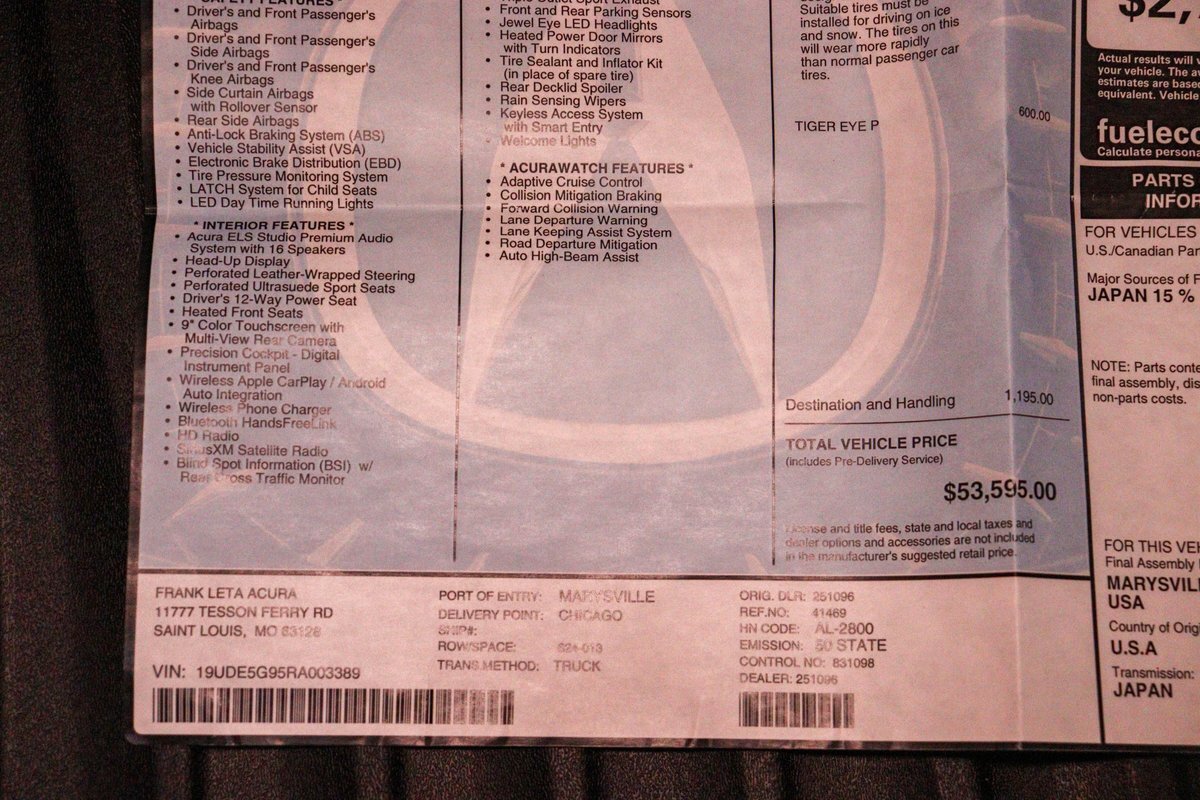 * SAFETY FEATURES *
• Driver's and Front Passenger's
Airbags
• Driver's and Front Passenger's
Side Airbags
• Driver's and Front Passenger's
Knee Airbags
• Side Curtain Airbags
with Rollover Sensor
• Rear Side Airbags
• Anti-Lock Braking System (ABS)
• Vehicle Stability Assist (VSA)
• Electronic Brake Distribution (EBD)
• Tire Pressure Monitoring System
• LATCH System for Child Seats
• LED Day Time Running Lights
* INTERIOR FEATURES *
• Acura ELS Studio Premium Audio
System with 16 Speakers
• Head-Up Display
• Perforated Leather-Wrapped Steering
• Perforated Ultrasuede Sport Seats
• Driver's 12-Way Power Seat
• Heated Front Seats
• 9" Color Touchscreen with
Multi-View Rear Camera
• Precision Cockpit - Digital
Instrument Panel
• Wireless Apple CarPlay / Android
Auto Integration
• Wireless Phone Charger
• Bluetooth HandsFreeLink
• HD Radio
• SiriusXM Satellite Radio
• Blind Spot Information (BSI) w/
Rear Cross Traffic Monitor
• Triple Outlet Sport Exhaust
• Front and Rear Parking Sensors
• Jewel Eye LED Headlights
• Heated Power Door Mirrors
with Turn Indicators
• Tire Sealant and Inflator Kit
(in place of spare tire)
• Rear Decklid Spoiler
• Rain Sensing Wipers
• Keyless Access System
with Smart Entry
• Welcome Lights
* ACURAWATCH FEATURES *
• Adaptive Cruise Control
• Collision Mitigation Braking
• Forward Collision Warning
• Lane Departure Warning
• Lane Keeping Assist System
• Road Departure Mitigation
• Auto High-Beam Assist
Suitable tires must be
installed for driving on ice
and snow. The tires on this
will wear more rapidly
than normal passenger car
tires.
TIGER EYE P 600.00
Destination and Handling 1,195.00
TOTAL VEHICLE PRICE
(includes Pre-Delivery Service)
$53,595.00
License and title fees, state and local taxes and
dealer options and accessories are not included
in the manufacturer's suggested retail price.
$2,
Actual results will v
your vehicle. The av
estimates are based
equivalent. Vehicle
fueleco
Calculate persona
PARTS
INFOR
FOR VEHICLES
U.S./Canadian Par
Major Sources of F
JAPAN 15 %
NOTE: Parts conte
final assembly, dis
non-parts costs.
FOR THIS VEH
Final Assembly
MARYSVILL
USA
Country of Origi
U.S.A
Transmission:
JAPAN
FRANK LETA ACURA
11777 TESSON FERRY RD
SAINT LOUIS, MO 63128
VIN: 19UDE5G95RA003389
PORT OF ENTRY: MARYSVILLE
DELIVERY POINT: CHICAGO
SHIP#:
ROW/SPACE: 624-013
TRANS.METHOD: TRUCK
ORIG. DLR: 251096
REF.NO: 41469
HN CODE: AL-2800
EMISSION: 50 STATE
CONTROL NO: 831098
DEALER: 251096